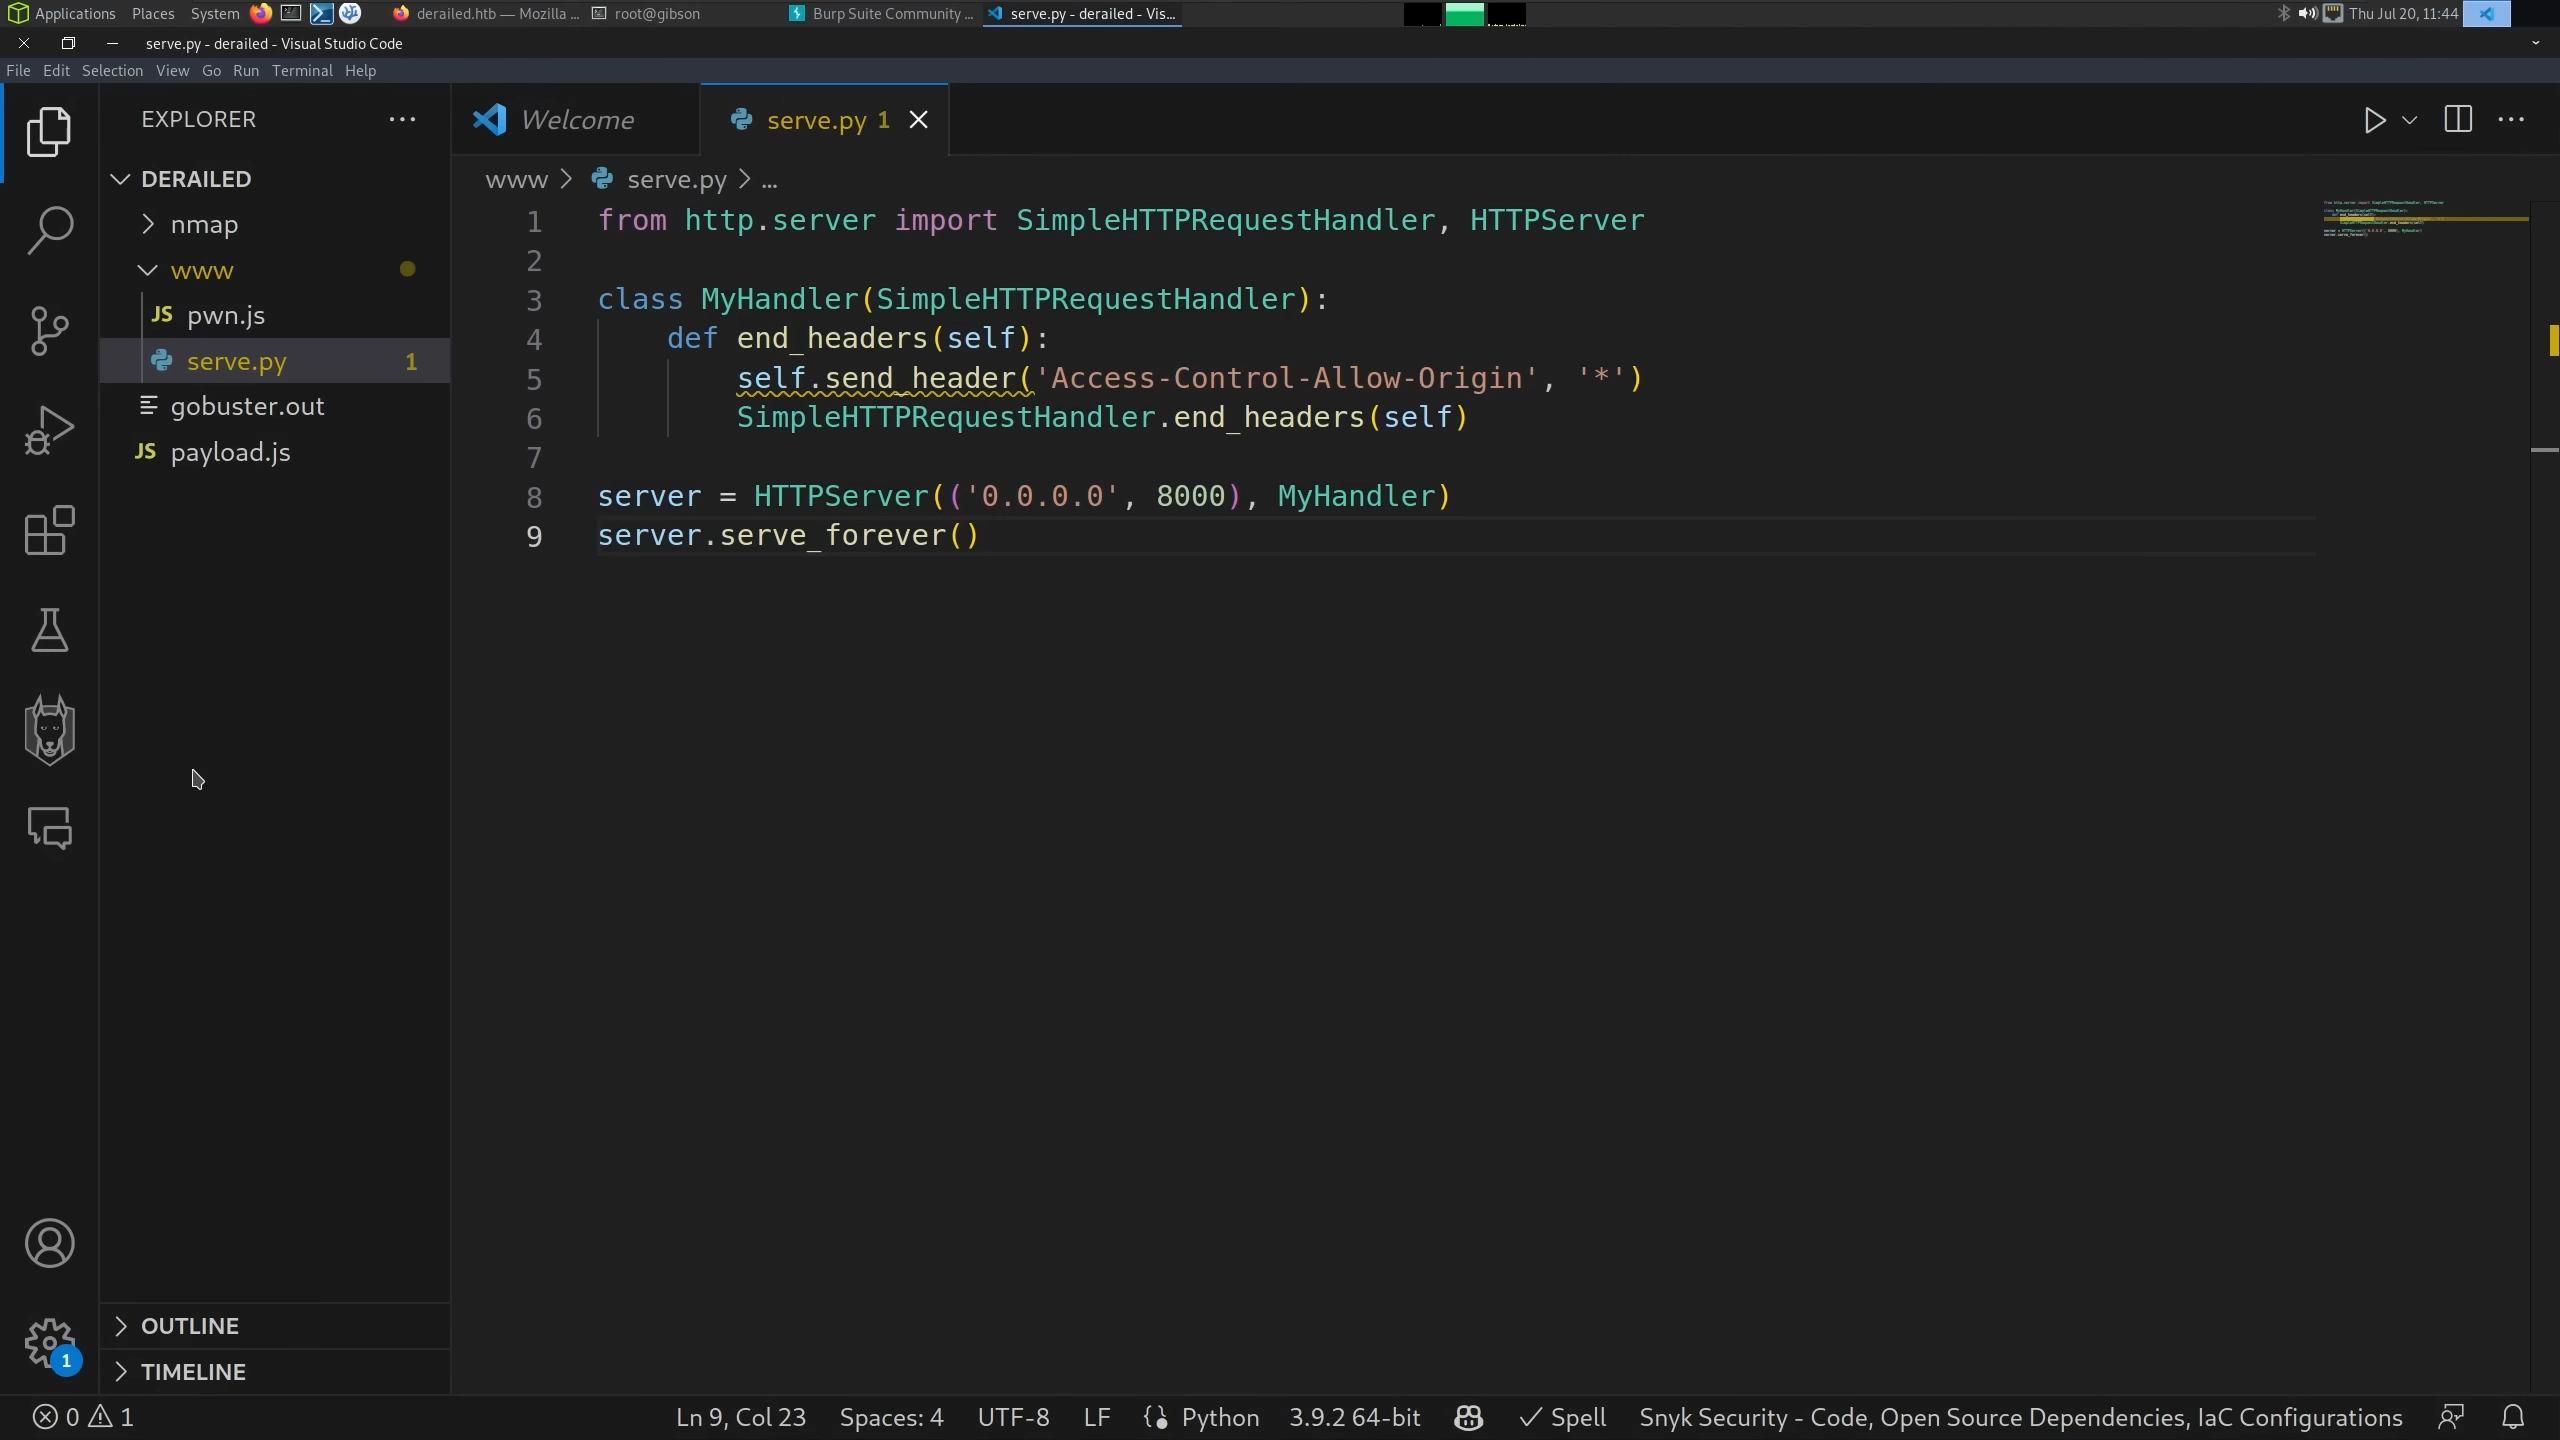 Applications Places System derailed.htb — Mozilla ... root@gibson Burp Suite Community ... serve.py - derailed - Vis... Thu Jul 20, 11:44
serve.py - derailed - Visual Studio Code
File Edit Selection View Go Run Terminal Help
EXPLORER
Welcome
serve.py 1
DERAILED
nmap
www
JS pwn.js
serve.py 1
gobuster.out
JS payload.js
www > serve.py > ...
1 from http.server import SimpleHTTPRequestHandler, HTTPServer
2
3 class MyHandler(SimpleHTTPRequestHandler):
4     def end_headers(self):
5         self.send_header('Access-Control-Allow-Origin', '*')
6         SimpleHTTPRequestHandler.end_headers(self)
7
8 server = HTTPServer(('0.0.0.0', 8000), MyHandler)
9 server.serve_forever()
1
OUTLINE
TIMELINE
0 1 Ln 9, Col 23 Spaces: 4 UTF-8 LF Python 3.9.2 64-bit Spell Snyk Security - Code, Open Source Dependencies, IaC Configurations